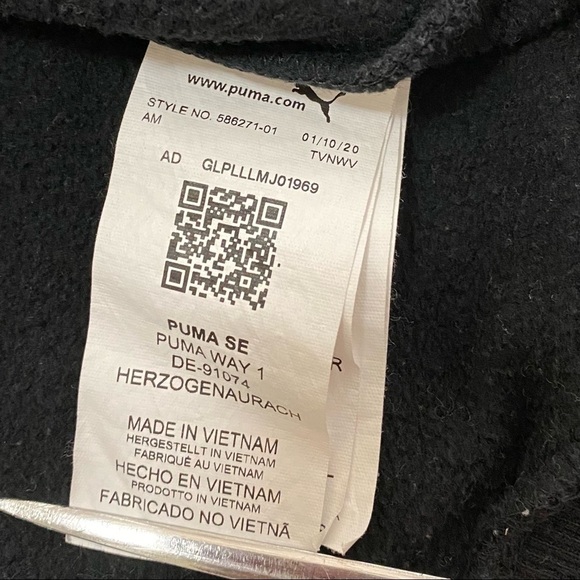 www.puma.com
STYLE NO. 586271-01 01/10/20
AM TVNWV
AD GLPLLLMJ01969
PUMA SE
PUMA WAY 1
DE-91074
HERZOGENAURACH
MADE IN VIETNAM
HERGESTELLT IN VIETNAM
FABRIQUÉ AU VIETNAM
HECHO EN VIETNAM
PRODOTTO IN VIETNAM
FABRICADO NO VIETNÃ
R